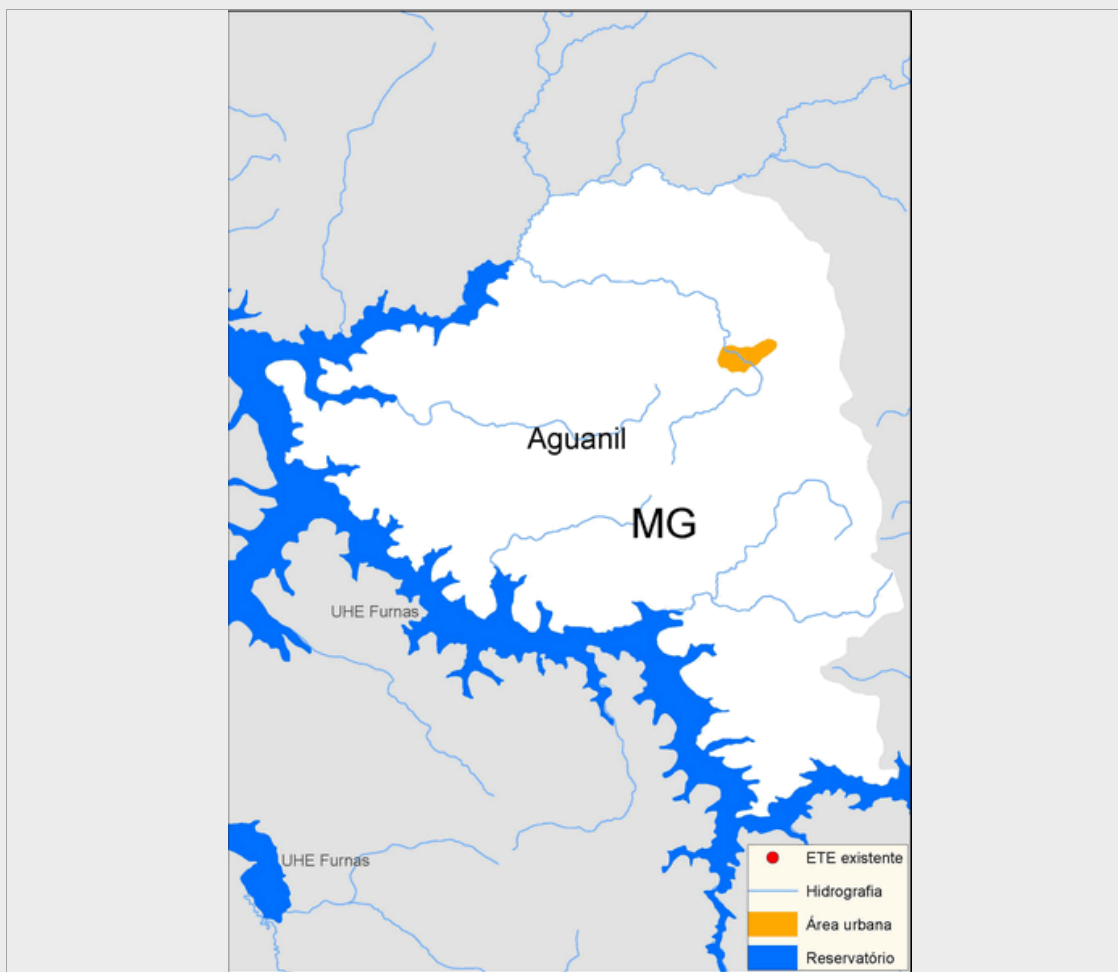 Aguanil
MG
UHE Furnas
UHE Furnas
ETE existente
Hidrografia
Área urbana
Reservatório